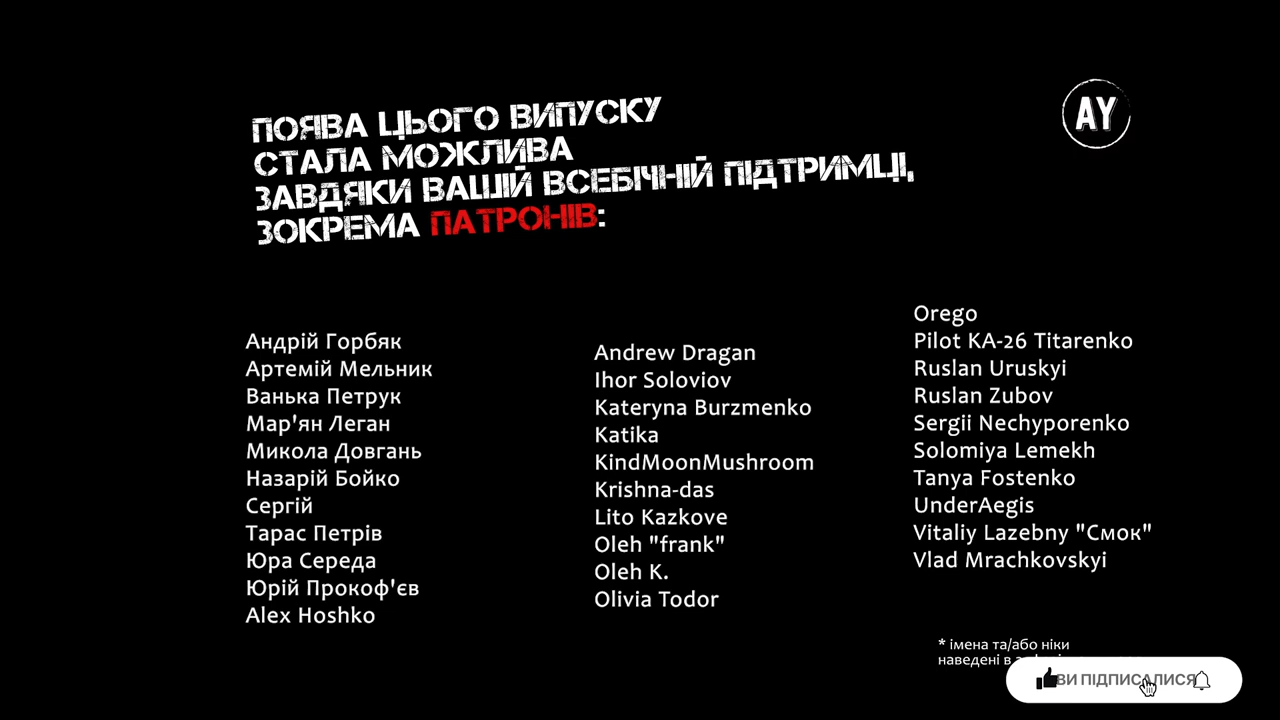 ПОЯВА ЦЬОГО ВИПУСКУ
СТАЛА МОЖЛИВА
ЗАВДЯКИ ВАШІЙ ВСЕБІЧНІЙ ПІДТРИМЦІ,
ЗОКРЕМА ПАТРОНІВ:
AY
Андрій Горбяк
Артемій Мельник
Ванька Петрук
Мар'ян Леган
Микола Довгань
Назарій Бойко
Сергій
Тарас Петрів
Юра Середа
Юрій Прокоф'єв
Alex Hoshko
Andrew Dragan
Ihor Soloviov
Kateryna Burzmenko
Katika
KindMoonMushroom
Krishna-das
Lito Kazkove
Oleh "frank"
Oleh K.
Olivia Todor
Orego
Pilot KA-26 Titarenko
Ruslan Uruskyi
Ruslan Zubov
Sergii Nechyporenko
Solomiya Lemekh
Tanya Fostenko
UnderAegis
Vitaliy Lazebny "Смок"
Vlad Mrachkovskyi
* імена та/або ніки
наведені в
ВИ ПІДПИСАЛИСЯ